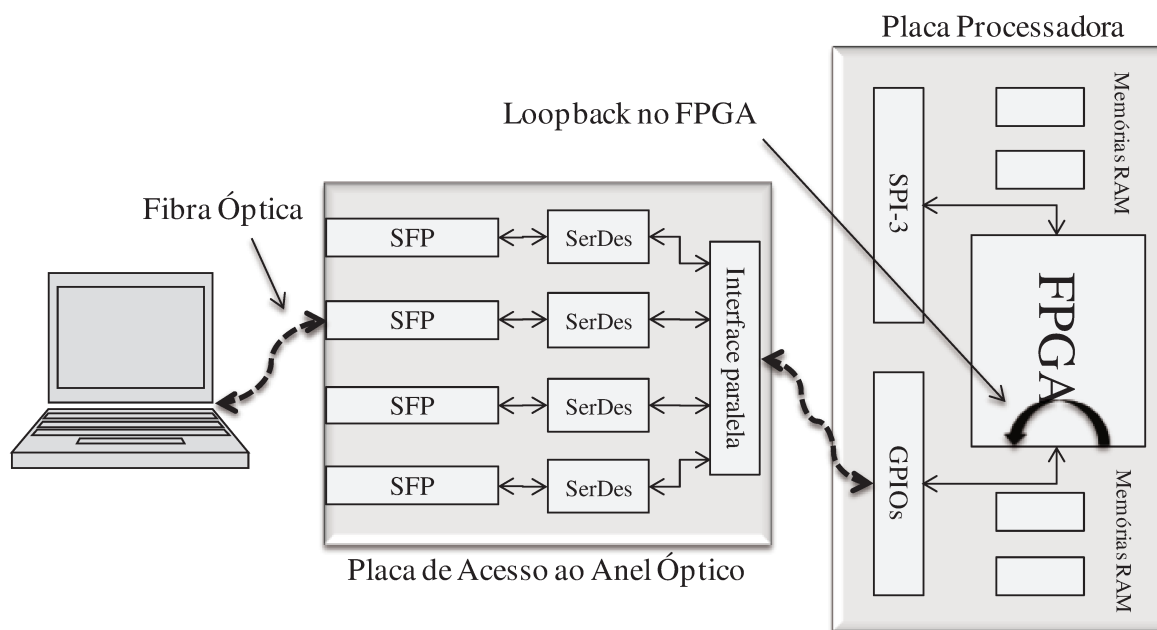 Placa Processadora
Loopback no FPGA
Fibra Óptica
SFP
SerDes
SFP
SerDes
SFP
SerDes
SFP
SerDes
Interface paralela
Placa de Acesso ao Anel Óptico
SPI-3
Memórias RAM
FPGA
GPIOs
Memórias RAM